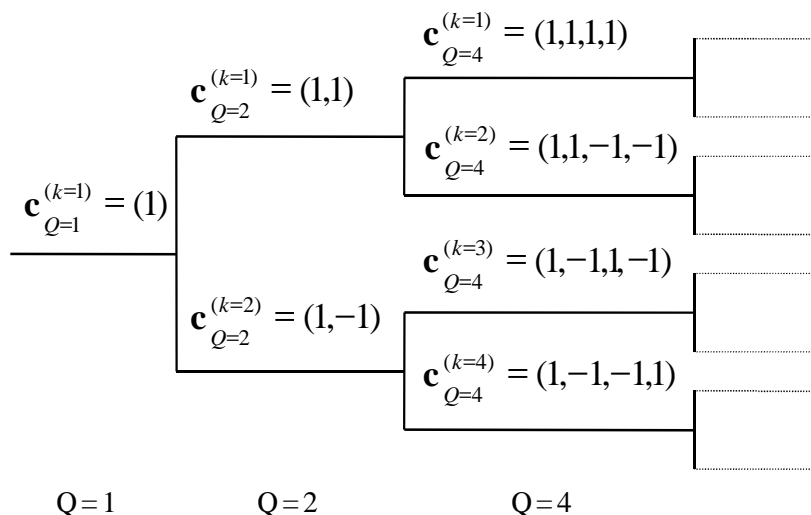 c_{Q=4}^{(k=1)} = (1,1,1,1)
c_{Q=2}^{(k=1)} = (1,1)
c_{Q=4}^{(k=2)} = (1,1,−1,−1)
c_{Q=1}^{(k=1)} = (1)
c_{Q=4}^{(k=3)} = (1,−1,1,−1)
c_{Q=2}^{(k=2)} = (1,−1)
c_{Q=4}^{(k=4)} = (1,−1,−1,1)
Q = 1 Q = 2 Q = 4